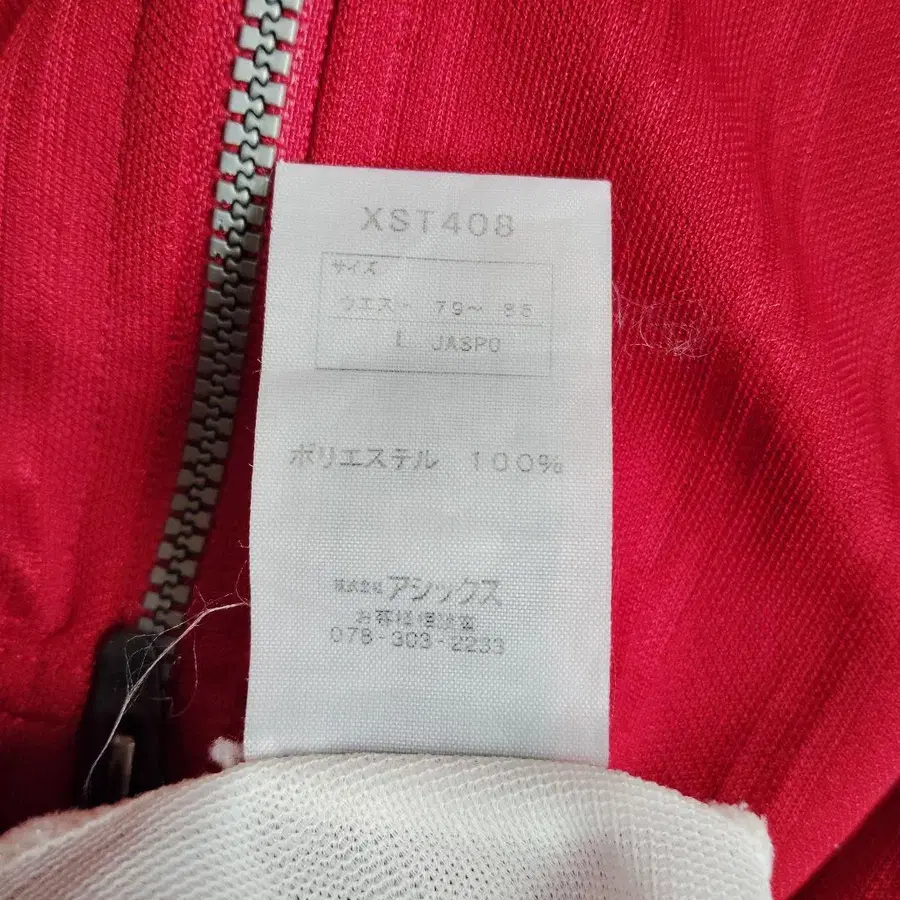 XST408
サイズ
ウエスト 79～ 85
L JASPO
ポリエステル 100%
株式会社アシックス
お客様相談室
078-303-2233